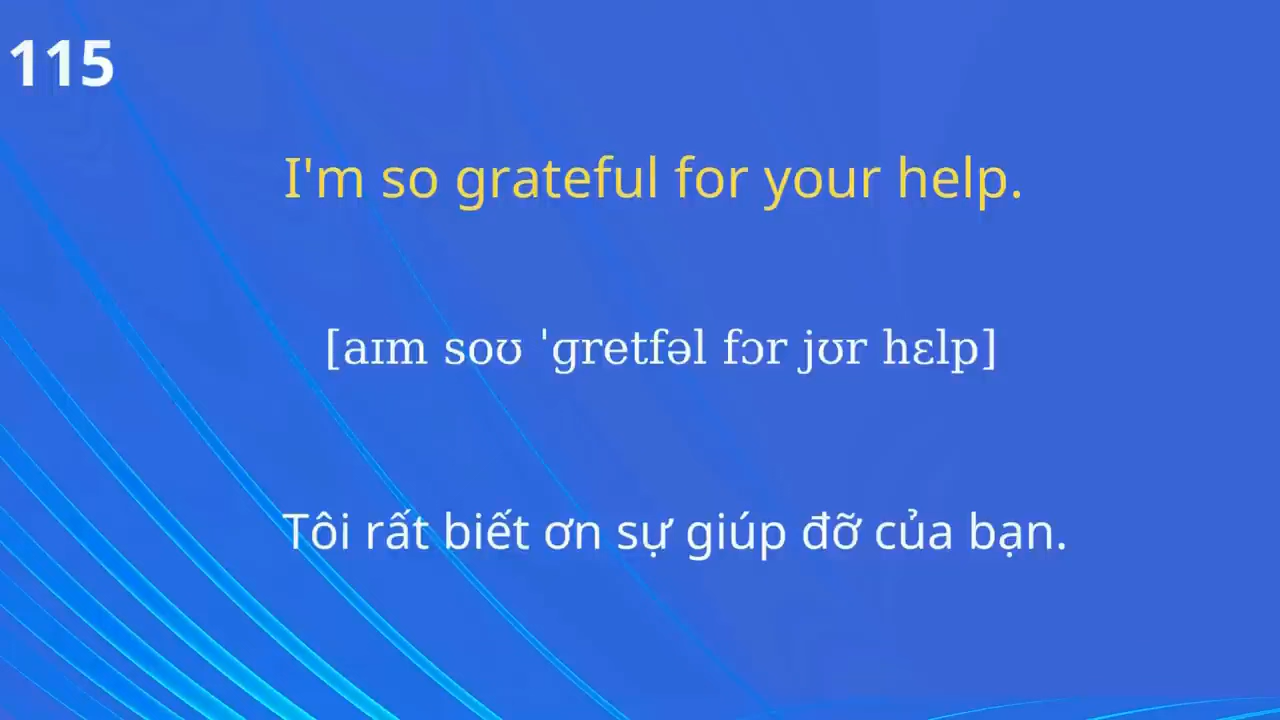 115
I'm so grateful for your help.
[aɪm soʊ ˈɡretfəl fɔr jʊr hɛlp]
Tôi rất biết ơn sự giúp đỡ của bạn.